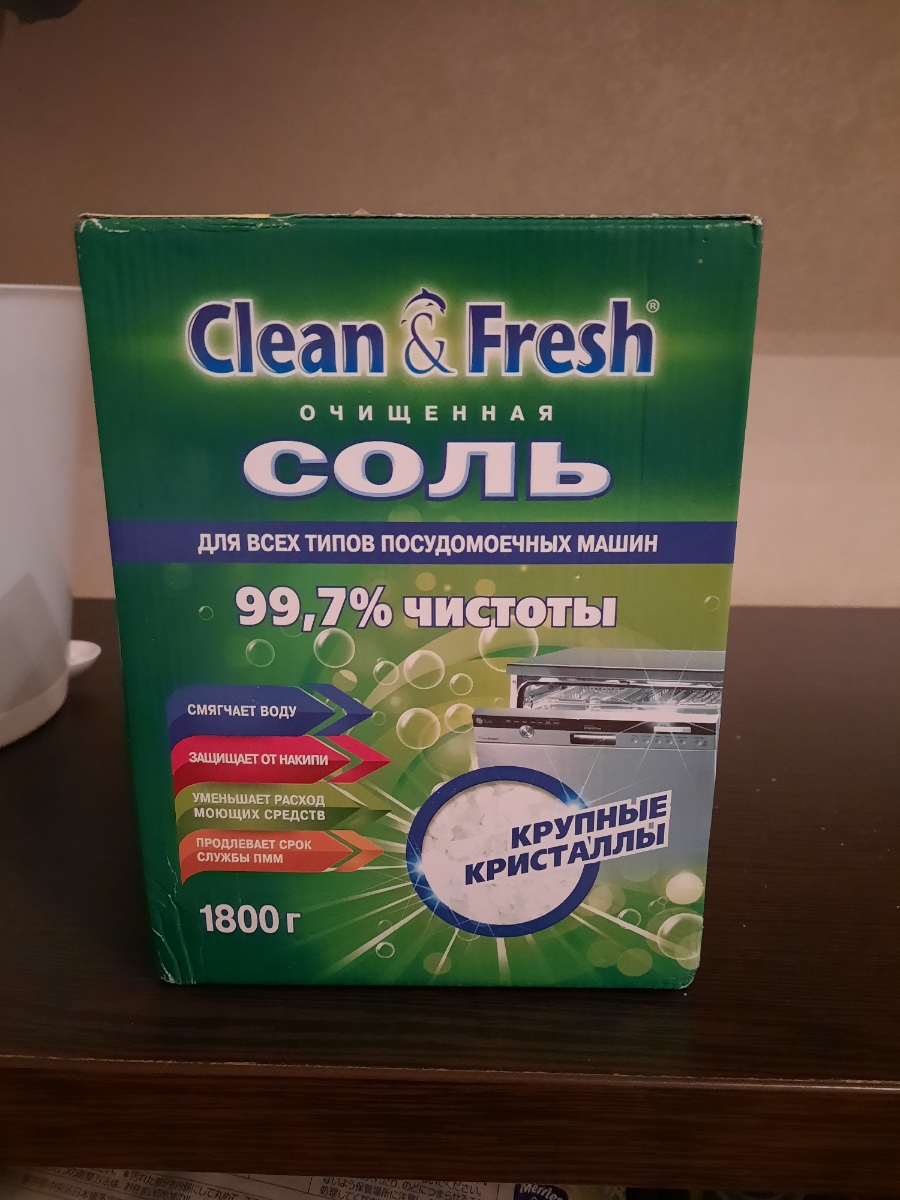 Clean & Fresh®
ОЧИЩЕННАЯ
СОЛЬ
ДЛЯ ВСЕХ ТИПОВ ПОСУДОМОЕЧНЫХ МАШИН
99,7% ЧИСТОТЫ
СМЯГЧАЕТ ВОДУ
ЗАЩИЩАЕТ ОТ НАКИПИ
УМЕНЬШАЕТ РАСХОД
МОЮЩИХ СРЕДСТВ
ПРОДЛЕВАЕТ СРОК
СЛУЖБЫ ПММ
КРУПНЫЕ
КРИСТАЛЛЫ
1800 г